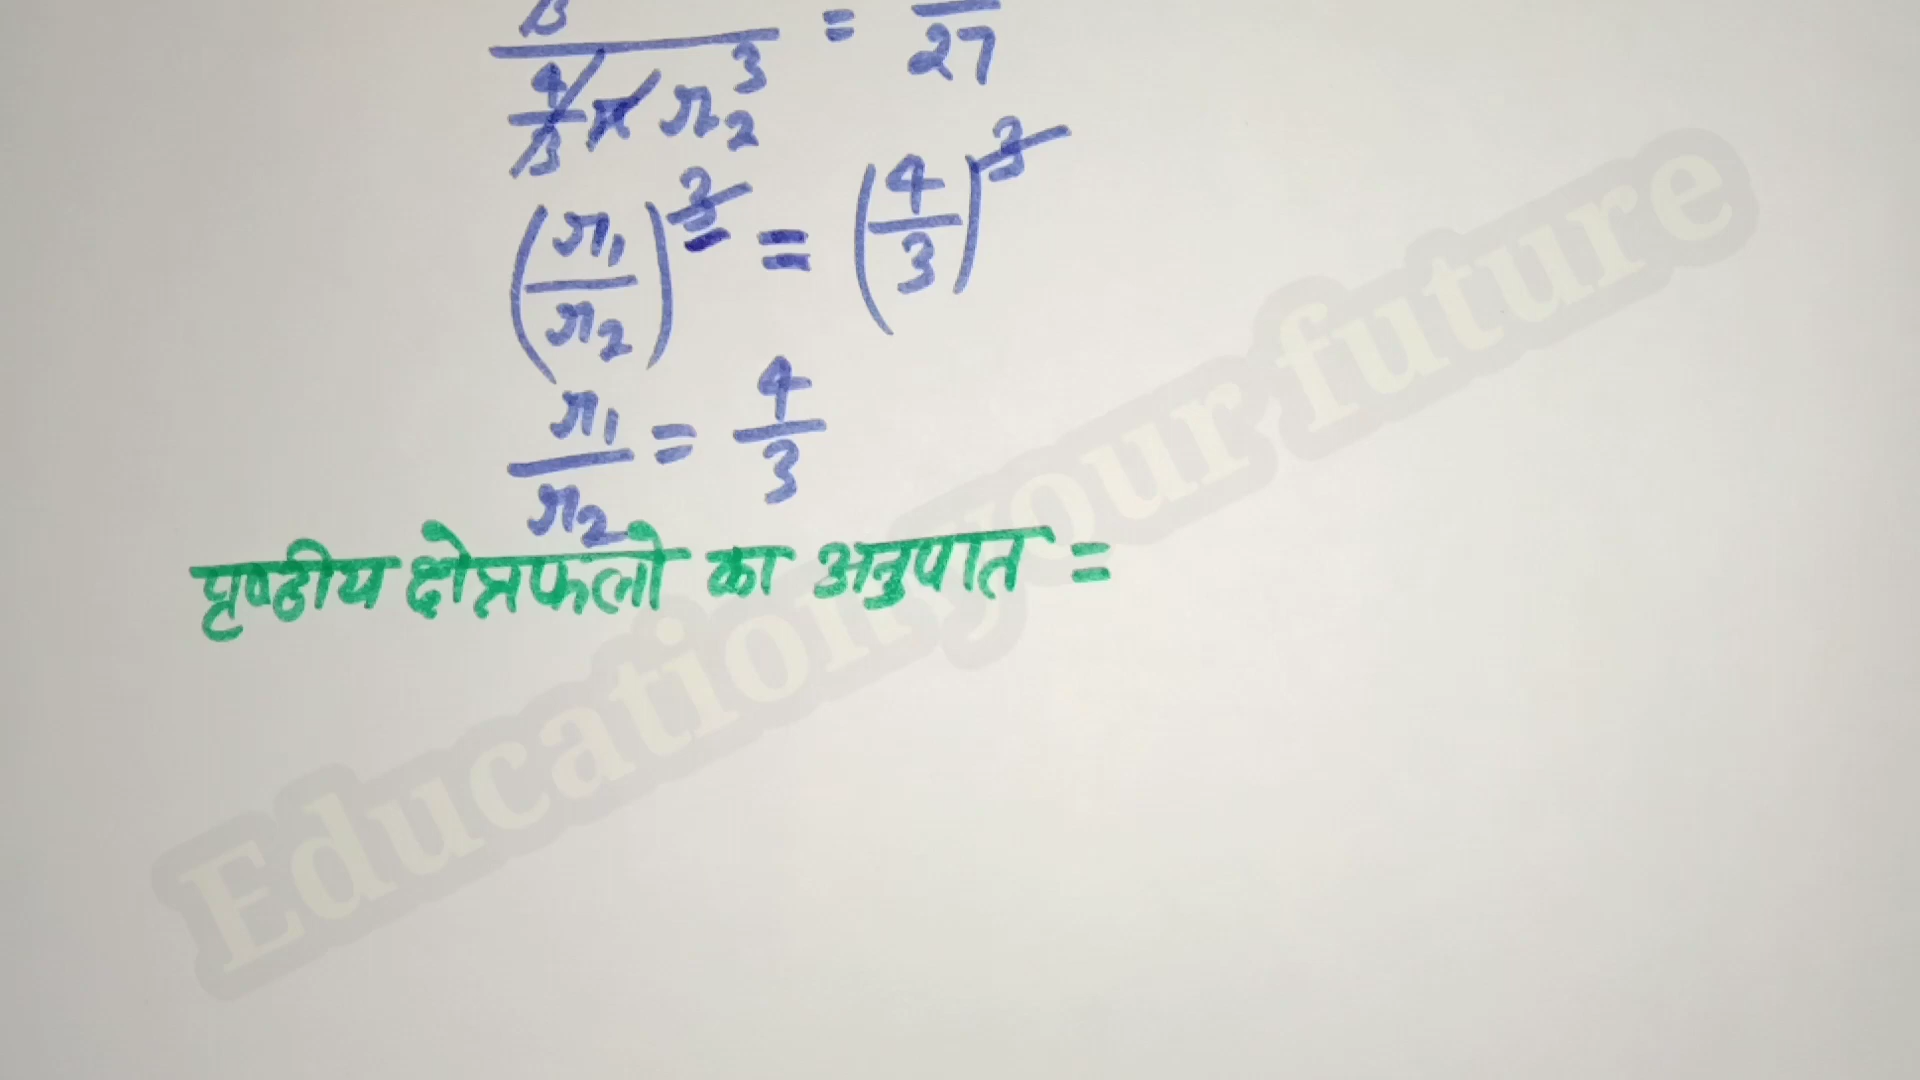 3 = 27
4/3 π r₂³
(r₁/r₂)³ = (4/3)³
r₁/r₂ = 4/3
पृष्ठीय क्षेत्रफलो का अनुपात =
Education your future